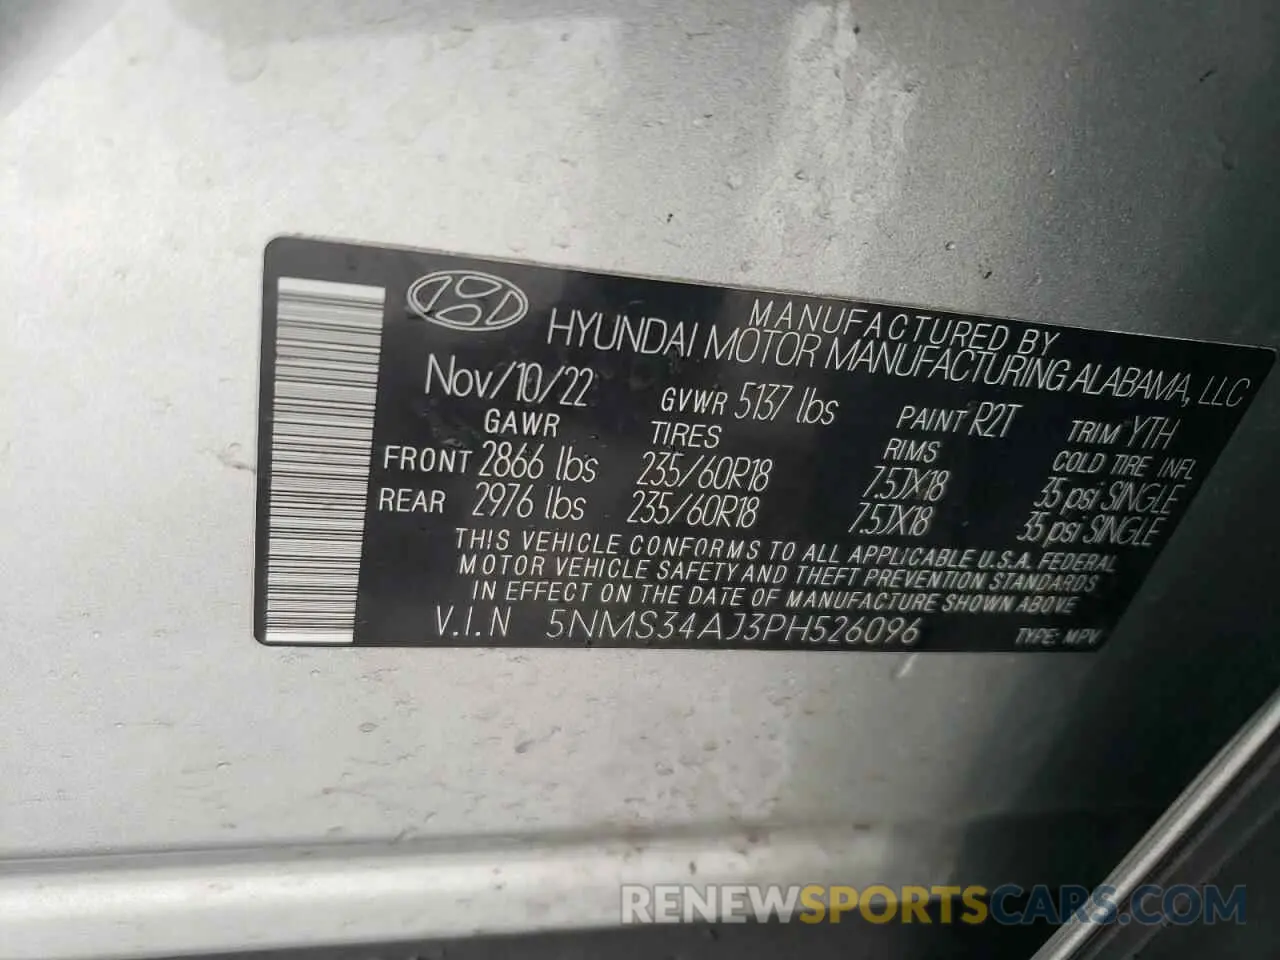 MANUFACTURED BY
HYUNDAI MOTOR MANUFACTURING ALABAMA, LLC
Nov/10/22 GVWR 5137 lbs PAINT R2T TRIM YTH
GAWR TIRES RIMS COLD TIRE INFL
FRONT 2866 lbs 235/60R18 7.5JX18 35 psi SINGLE
REAR 2976 lbs 235/60R18 7.5JX18 35 psi SINGLE
THIS VEHICLE CONFORMS TO ALL APPLICABLE U.S.A. FEDERAL
MOTOR VEHICLE SAFETY AND THEFT PREVENTION STANDARDS
IN EFFECT ON THE DATE OF MANUFACTURE SHOWN ABOVE
V.I.N 5NMS34AJ3PH526096 TYPE: MPV
RENEWSPORTSCARS.COM